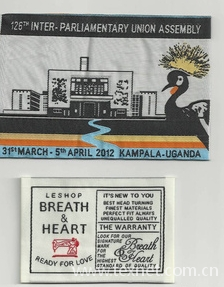 126TH INTER-PARLIAMENTARY UNION ASSEMBLY
31ST MARCH - 5TH APRIL 2012 KAMPALA-UGANDA
LESHOP
BREATH
&
HEART
READY FOR LOVE
IT'S NEW TO YOU
BEST HEAD TURNING
FINEST MATERIALS
PERFECT FIT ALWAYS
UNEQUALLED QUALITY
THE WARRANTY
LOOK FOR OUR
SIGNATURE
MARK
FOR
THE
HIGHEST
STANDARD OF QUALITY
Breath
& Heart